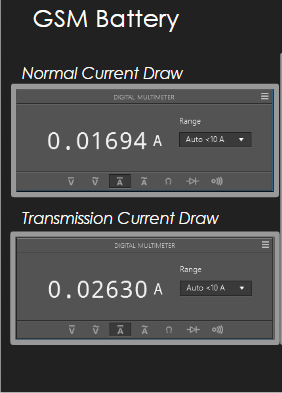 GSM Battery
Normal Current Draw
DIGITAL MULTIMETER
Range
0.01694 A
Auto <10 A
V V A A Ω
Transmission Current Draw
DIGITAL MULTIMETER
Range
0.02630 A
Auto <10 A
V V A A Ω